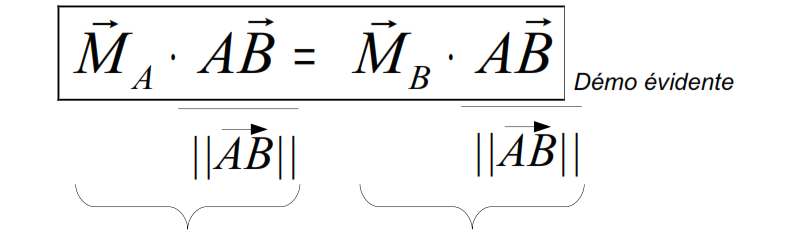 M⃗_A · AB⃗ = M⃗_B · AB⃗ Démo évidente
||AB⃗|| ||AB⃗||